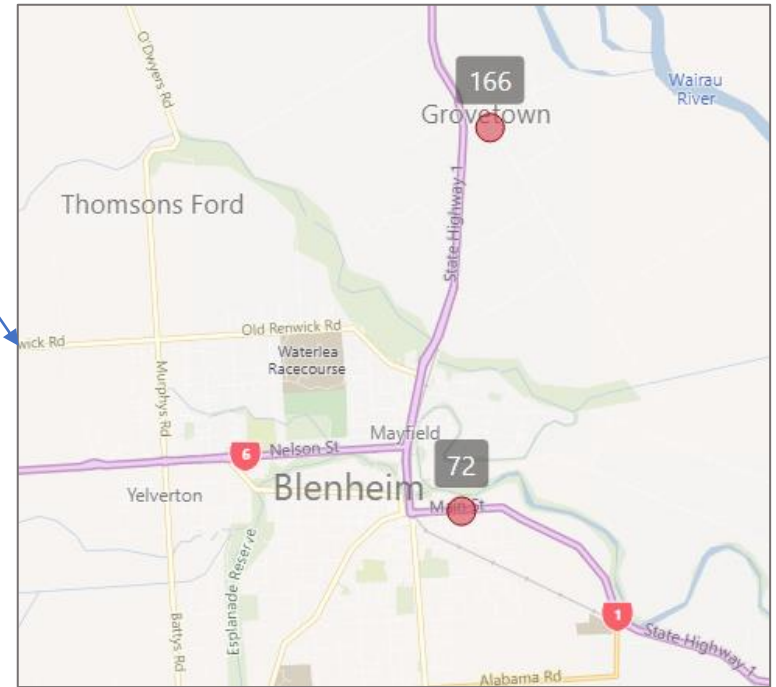 O'Dwyers Rd
166
Grovetown
Wairau
River
Thomsons Ford
State Highway 1
wick Rd
Old Renwick Rd
Waterlea
Racecourse
Murphys Rd
Mayfield
6
Nelson St
72
Yelverton
Blenheim
Main St
Esplanade Reserve
Battys Rd
1
State Highway 1
Alabama Rd